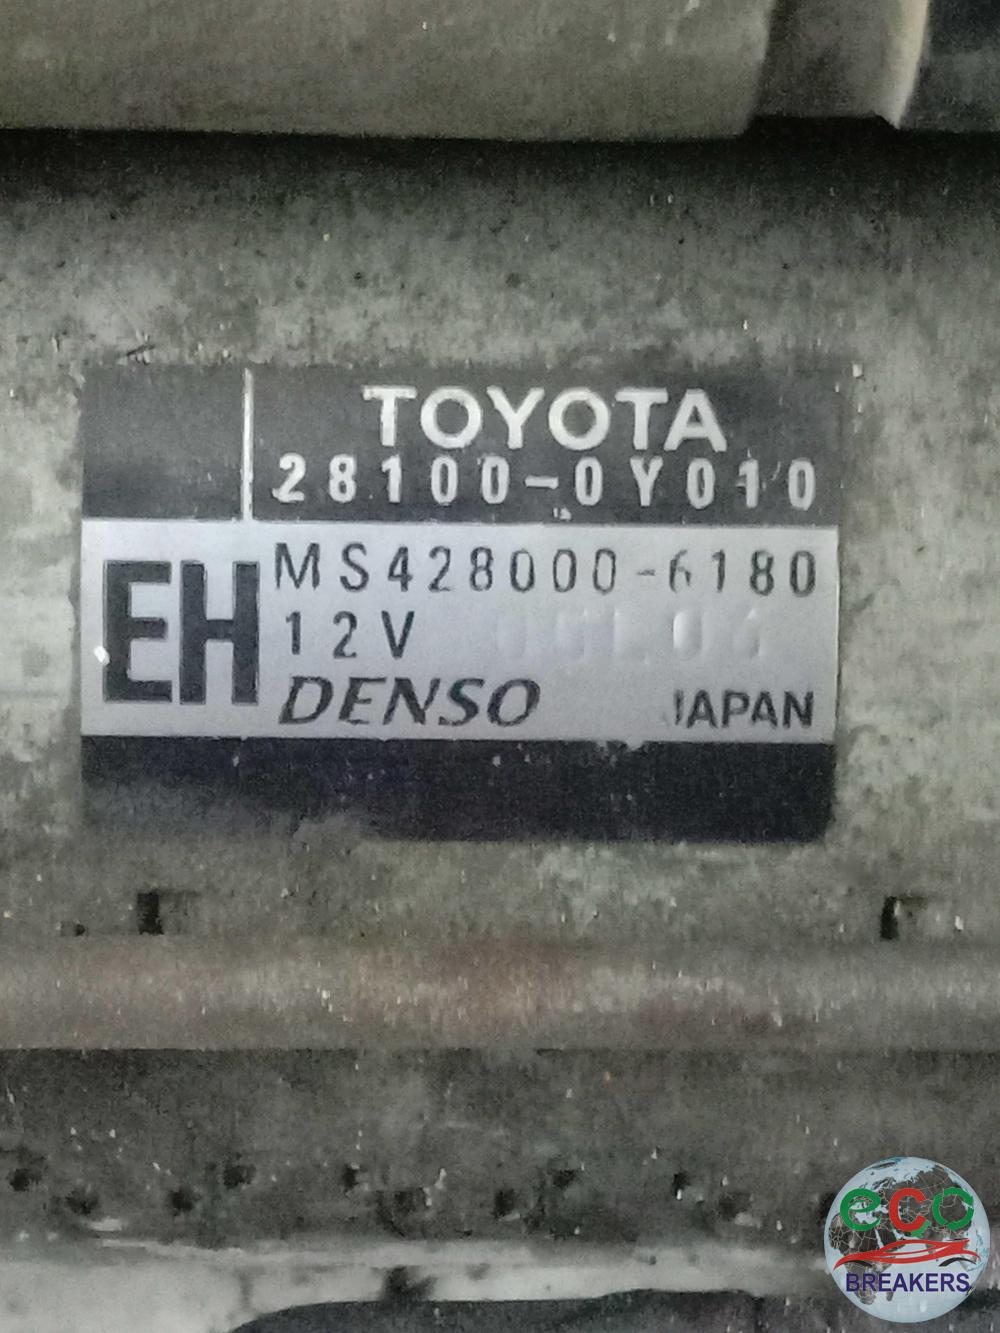 TOYOTA
28100-0Y010
EH
MS428000-6180
12V
DENSO JAPAN
eco
BREAKERS